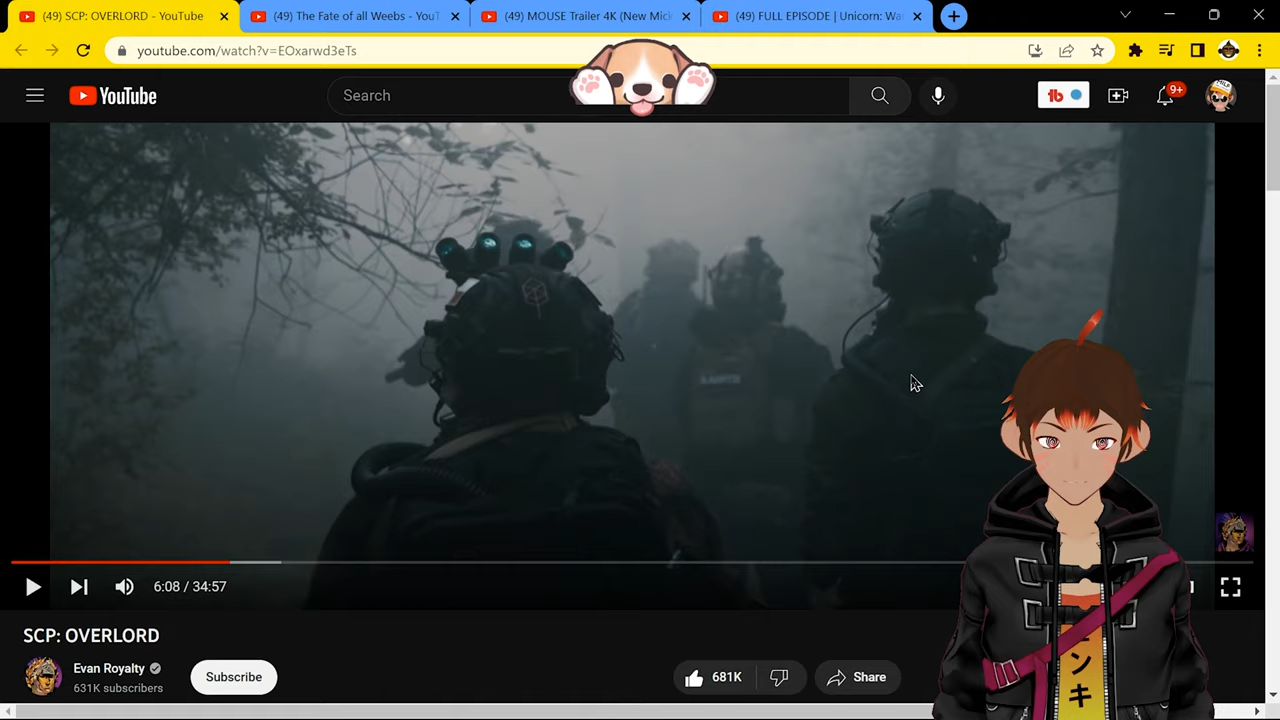 (49) SCP: OVERLORD - YouTube
(49) The Fate of all Weebs - YouT
(49) MOUSE Trailer 4K (New Mick
(49) FULL EPISODE | Unicorn: Wa
youtube.com/watch?v=EOxarwd3eTs
YouTube
Search
9+
6:08 / 34:57
SCP: OVERLORD
Evan Royalty
631K subscribers
Subscribe
681K
Share
ンキ